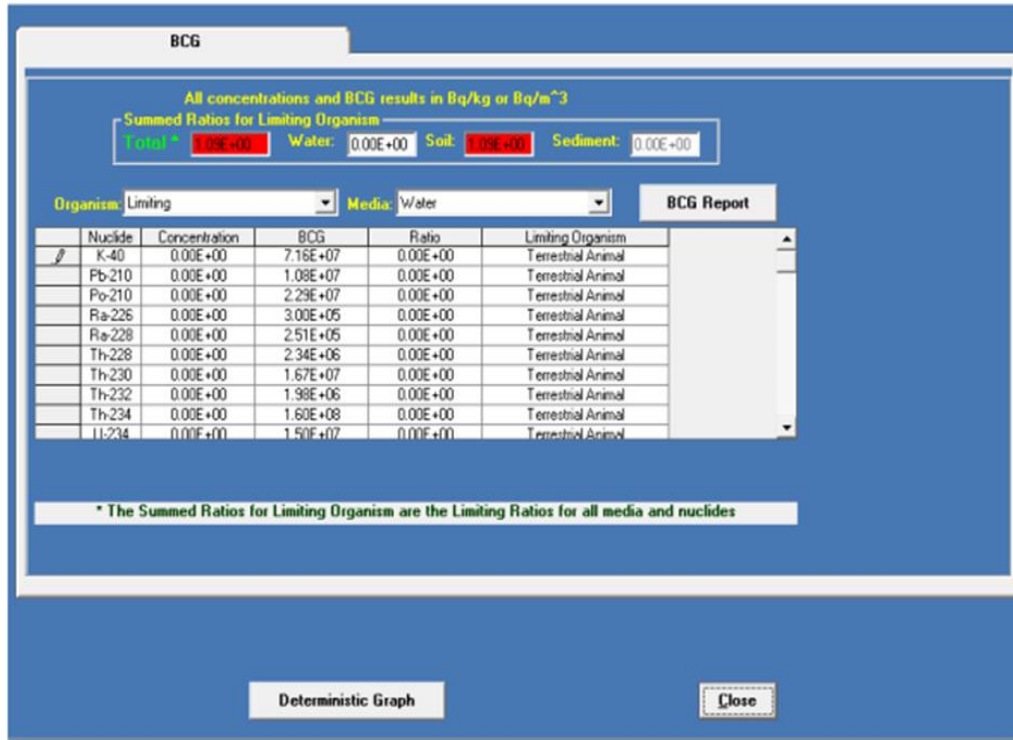 BCG
All concentrations and BCG results in Bq/kg or Bq/m^3
Summed Ratios for Limiting Organism
Total * 1.09E+00 Water: 0.00E+00 Soil: 1.09E+00 Sediment: 0.00E+00
Organism: Limiting Media: Water BCG Report
Nuclide Concentration BCG Ratio Limiting Organism
K-40 0.00E+00 7.16E+07 0.00E+00 Terrestrial Animal
Pb-210 0.00E+00 1.08E+07 0.00E+00 Terrestrial Animal
Po-210 0.00E+00 2.29E+07 0.00E+00 Terrestrial Animal
Ra-226 0.00E+00 3.00E+05 0.00E+00 Terrestrial Animal
Ra-228 0.00E+00 2.51E+05 0.00E+00 Terrestrial Animal
Th-228 0.00E+00 2.34E+06 0.00E+00 Terrestrial Animal
Th-230 0.00E+00 1.67E+07 0.00E+00 Terrestrial Animal
Th-232 0.00E+00 1.98E+06 0.00E+00 Terrestrial Animal
Th-234 0.00E+00 1.60E+08 0.00E+00 Terrestrial Animal
U-234 0.00E+00 1.50E+07 0.00E+00 Terrestrial Animal
* The Summed Ratios for Limiting Organism are the Limiting Ratios for all media and nuclides
Deterministic Graph Close